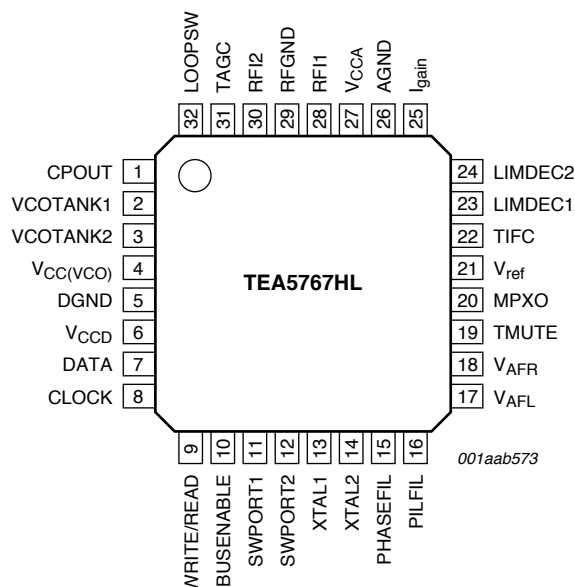 LOOPSW
TAGC
RFI2
RFGND
RFI1
VCCA
AGND
Igain
32
31
30
29
28
27
26
25
CPOUT 1
VCOTANK1 2
VCOTANK2 3
VCC(VCO) 4
DGND 5
VCCD 6
DATA 7
CLOCK 8
TEA5767HL
24 LIMDEC2
23 LIMDEC1
22 TIFC
21 Vref
20 MPXO
19 TMUTE
18 VAFR
17 VAFL
9
10
11
12
13
14
15
16
WRITE/READ
BUSENABLE
SWPORT1
SWPORT2
XTAL1
XTAL2
PHASEFIL
PILFIL
001aab573